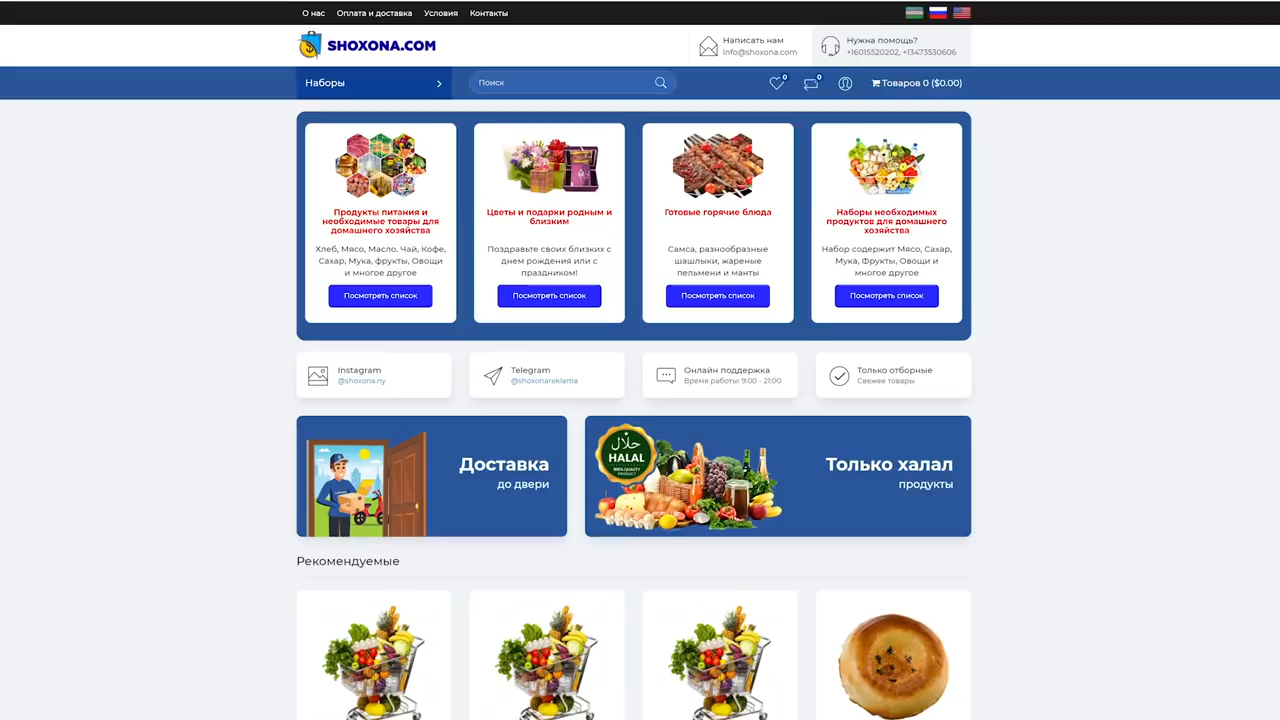 О нас Оплата и доставка Условия Контакты
SHOXONA.COM
Написать нам
info@shoxona.com
Нужна помощь?
+16015520202, +13473530606
Наборы
Поиск
0
0
Товаров 0 ($0.00)
Продукты питания и
необходимые товары для
домашнего хозяйства
Хлеб, Мясо, Масло. Чай, Кофе,
Сахар, Мука, фрукты, Овощи
и многое другое
Посмотреть список
Цветы и подарки родным и
близким
Поздравьте своих близких с
днем рождения или с
праздником!
Посмотреть список
Готовые горячие блюда
Самса, разнообразные
шашлыки, жареные
пельмени и манты
Посмотреть список
Наборы необходимых
продуктов для домашнего
хозяйства
Набор содержит Мясо, Сахар,
Мука, Фрукты, Овощи и
многое другое
Посмотреть список
Instagram
@shoxona.ny
Telegram
@shoxonareklama
Онлайн поддержка
Время работы: 9:00 - 21:00
Только отборные
Свежее товары
Доставка
до двери
حلال
HALAL
100% QUALITY
PRODUCT
Только халал
продукты
Рекомендуемые